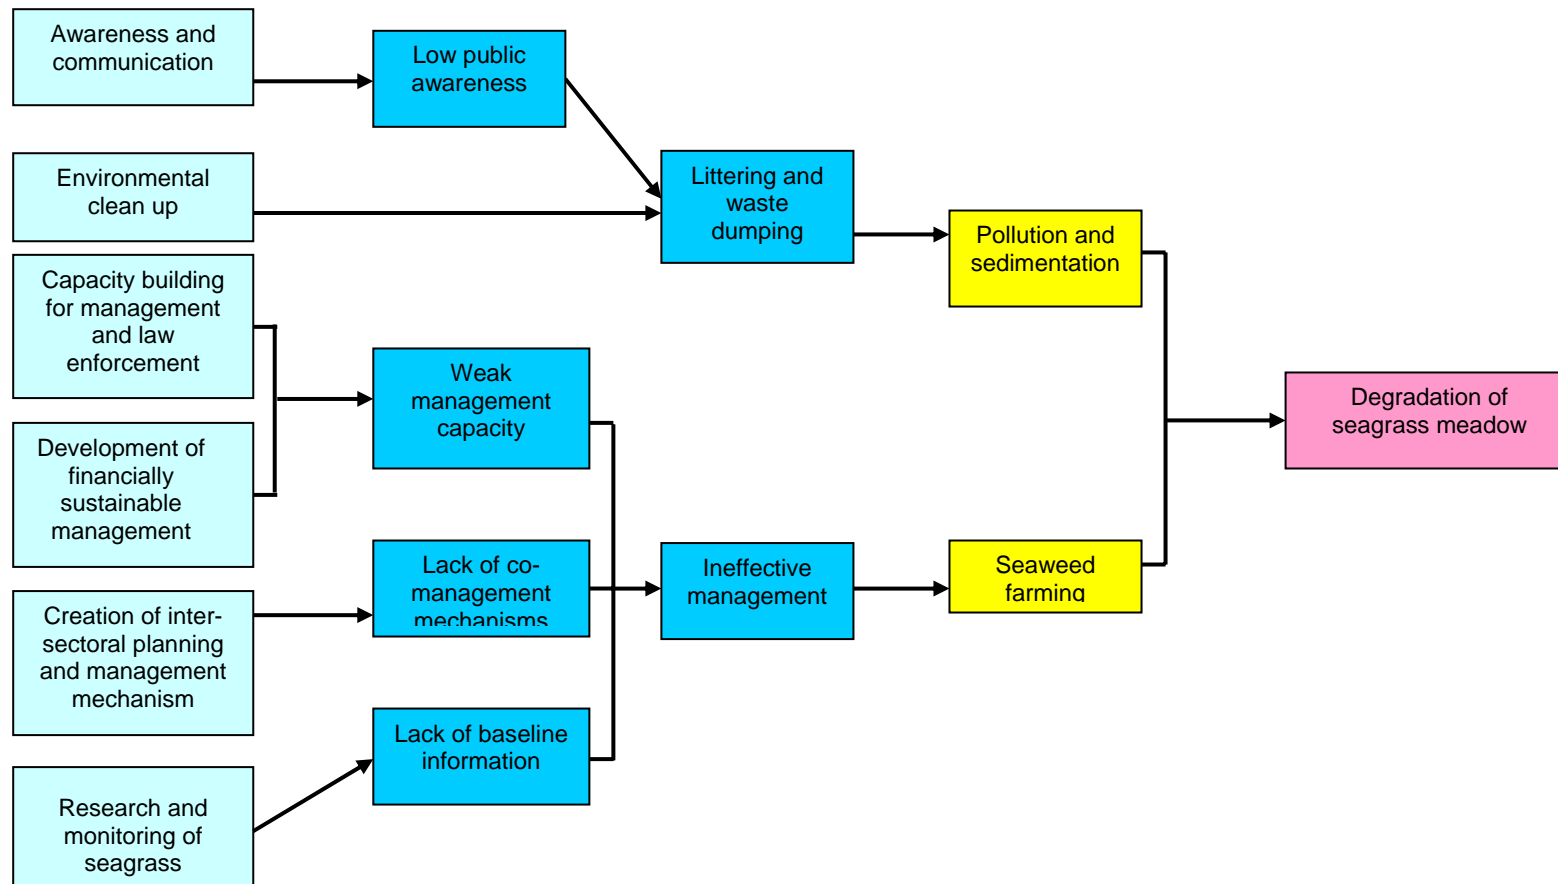 Awareness and
communication
Low public
awareness
Environmental
clean up
Littering and
waste
dumping
Pollution and
sedimentation
Capacity building
for management
and law
enforcement
Weak
management
capacity
Degradation of
seagrass meadow
Development of
financially
sustainable
management
Lack of co-
management
mechanisms
Ineffective
management
Seaweed
farming
Creation of inter-
sectoral planning
and management
mechanism
Lack of baseline
information
Research and
monitoring of
seagrass